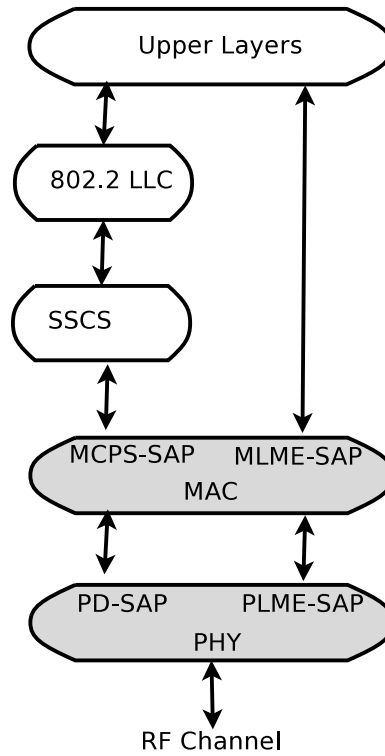 Upper Layers
802.2 LLC
SSCS
MCPS-SAP MLME-SAP
MAC
PD-SAP PLME-SAP
PHY
RF Channel